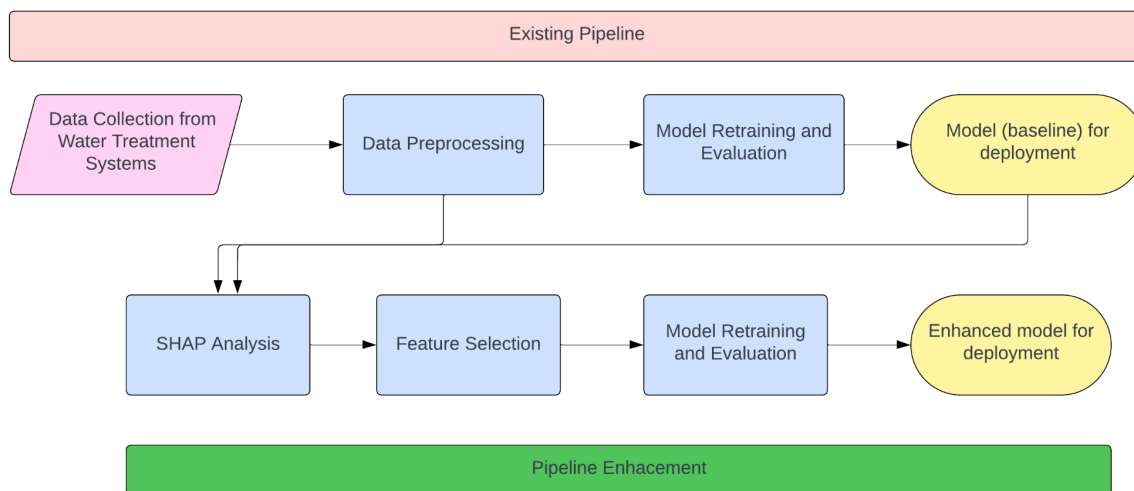 Existing Pipeline
Data Collection from
Water Treatment
Systems
Data Preprocessing
Model Retraining and
Evaluation
Model (baseline) for
deployment
SHAP Analysis
Feature Selection
Model Retraining
and Evaluation
Enhanced model for
deployment
Pipeline Enhacement